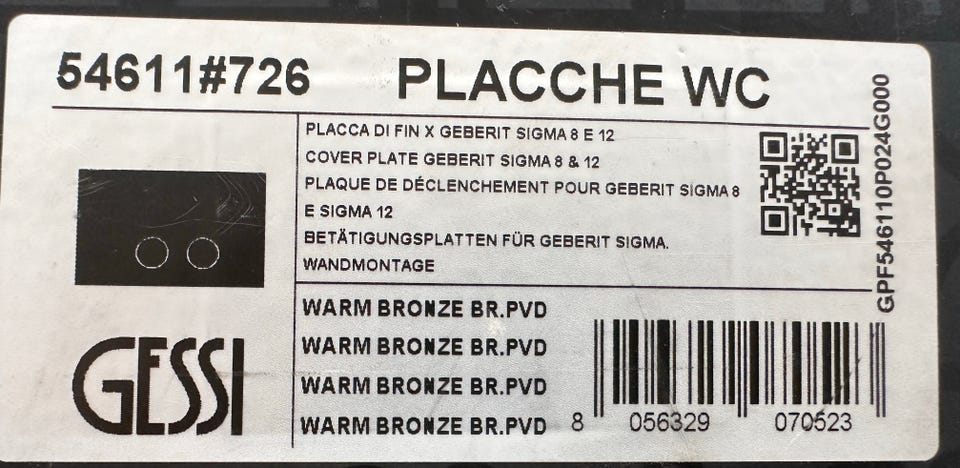 54611#726 PLACCHE WC
PLACCA DI FIN X GEBERIT SIGMA 8 E 12
COVER PLATE GEBERIT SIGMA 8 & 12
PLAQUE DE DÉCLENCHEMENT POUR GEBERIT SIGMA 8
E SIGMA 12
BETÄTIGUNGSPLATTEN FÜR GEBERIT SIGMA.
WANDMONTAGE
GPF546110P024G000
WARM BRONZE BR.PVD
WARM BRONZE BR.PVD
WARM BRONZE BR.PVD
WARM BRONZE BR.PVD
GESSI
8 056329 070523